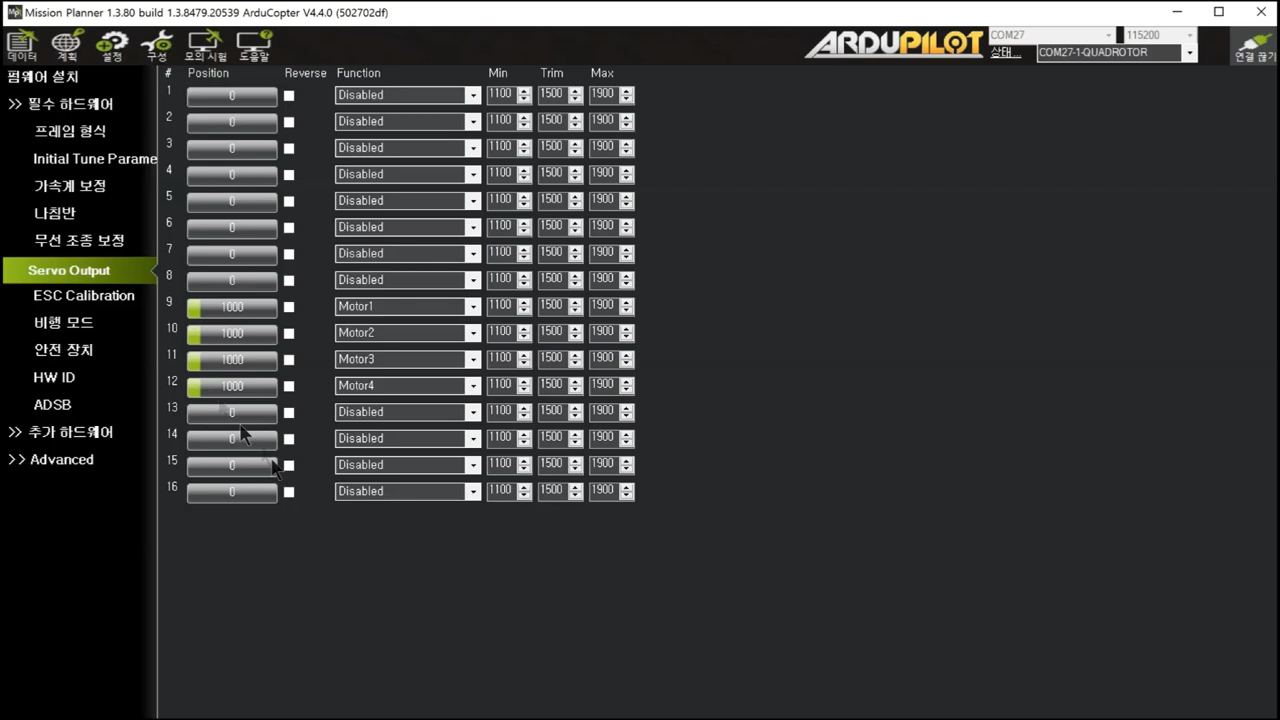 Mission Planner 1.3.80 build 1.3.8479.20539 ArduCopter V4.4.0 (502702df)
데이터 계획 설정 구성 모의 시험 도움말 ARDUPILOT COM27 115200
상태... COM27-1-QUADROTOR 연결 끊기
펌웨어 설치
>> 필수 하드웨어
프레임 형식
Initial Tune Parame
가속계 보정
나침반
무선 조종 보정
Servo Output
ESC Calibration
비행 모드
안전 장치
HW ID
ADSB
>> 추가 하드웨어
>> Advanced
# Position Reverse Function Min Trim Max
1 0 Disabled 1100 1500 1900
2 0 Disabled 1100 1500 1900
3 0 Disabled 1100 1500 1900
4 0 Disabled 1100 1500 1900
5 0 Disabled 1100 1500 1900
6 0 Disabled 1100 1500 1900
7 0 Disabled 1100 1500 1900
8 0 Disabled 1100 1500 1900
9 1000 Motor1 1100 1500 1900
10 1000 Motor2 1100 1500 1900
11 1000 Motor3 1100 1500 1900
12 1000 Motor4 1100 1500 1900
13 0 Disabled 1100 1500 1900
14 0 Disabled 1100 1500 1900
15 0 Disabled 1100 1500 1900
16 0 Disabled 1100 1500 1900